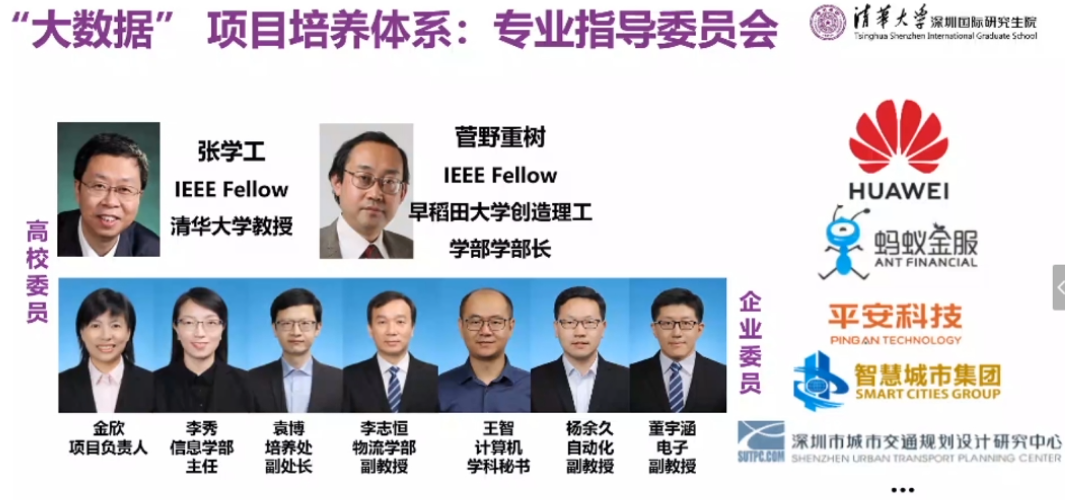 “大数据” 项目培养体系：专业指导委员会
清华大学深圳国际研究生院
Tsinghua Shenzhen International Graduate School
高校委员
张学工
IEEE Fellow
清华大学教授
菅野重树
IEEE Fellow
早稻田大学创造理工
学部学部长
金欣
项目负责人
李秀
信息学部
主任
袁博
培养处
副处长
李志恒
物流学部
副教授
王智
计算机
学科秘书
杨余久
自动化
副教授
董宇涵
电子
副教授
企业委员
HUAWEI
蚂蚁金服
ANT FINANCIAL
平安科技
PINGAN TECHNOLOGY
智慧城市集团
SMART CITIES GROUP
SUTPC.COM
深圳市城市交通规划设计研究中心
SHENZHEN URBAN TRANSPORT PLANNING CENTER
...